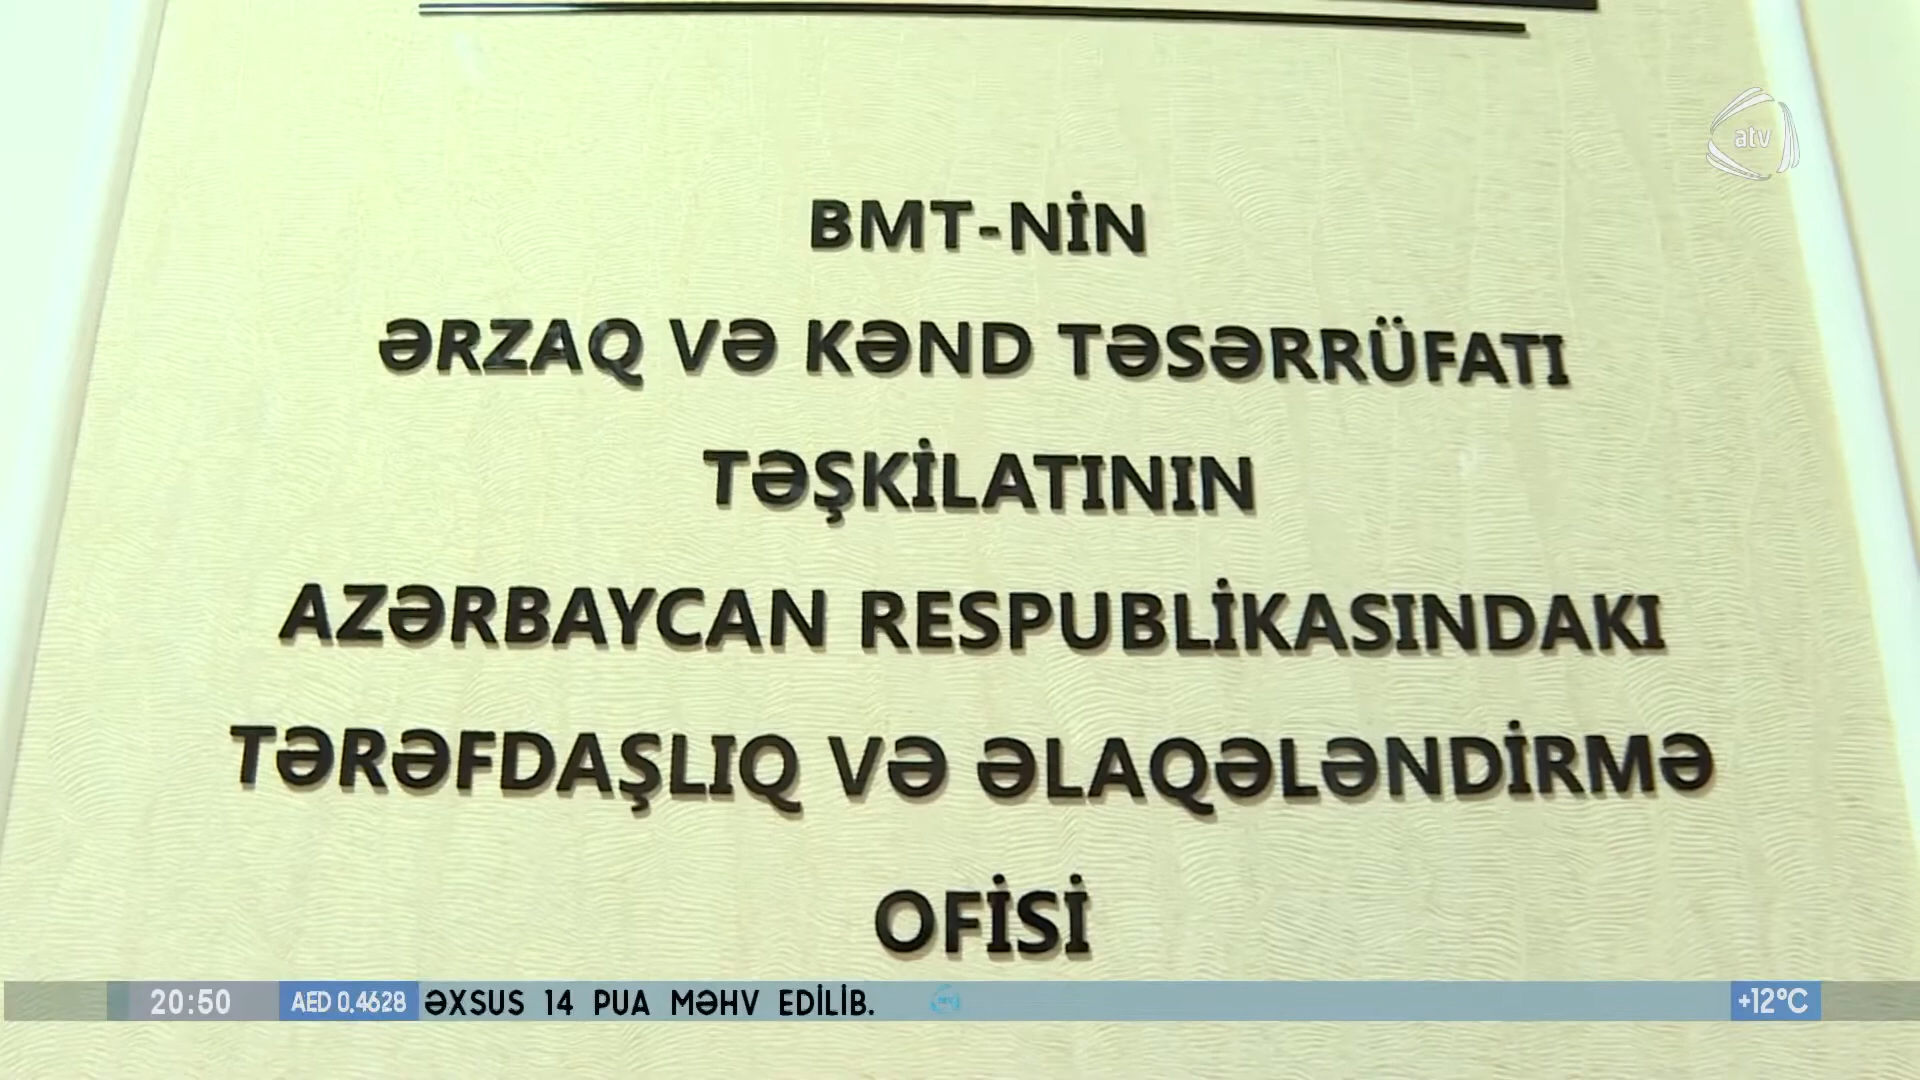 atv
BMT-NİN
ƏRZAQ VƏ KƏND TƏSƏRRÜFATI
TƏŞKİLATININ
AZƏRBAYCAN RESPUBLİKASINDAKI
TƏRƏFDAŞLIQ VƏ ƏLAQƏLƏNDİRMƏ
OFİSİ
20:50 AED 0.4628 ƏXSUS 14 PUA MƏHV EDİLİB. atv +12°C